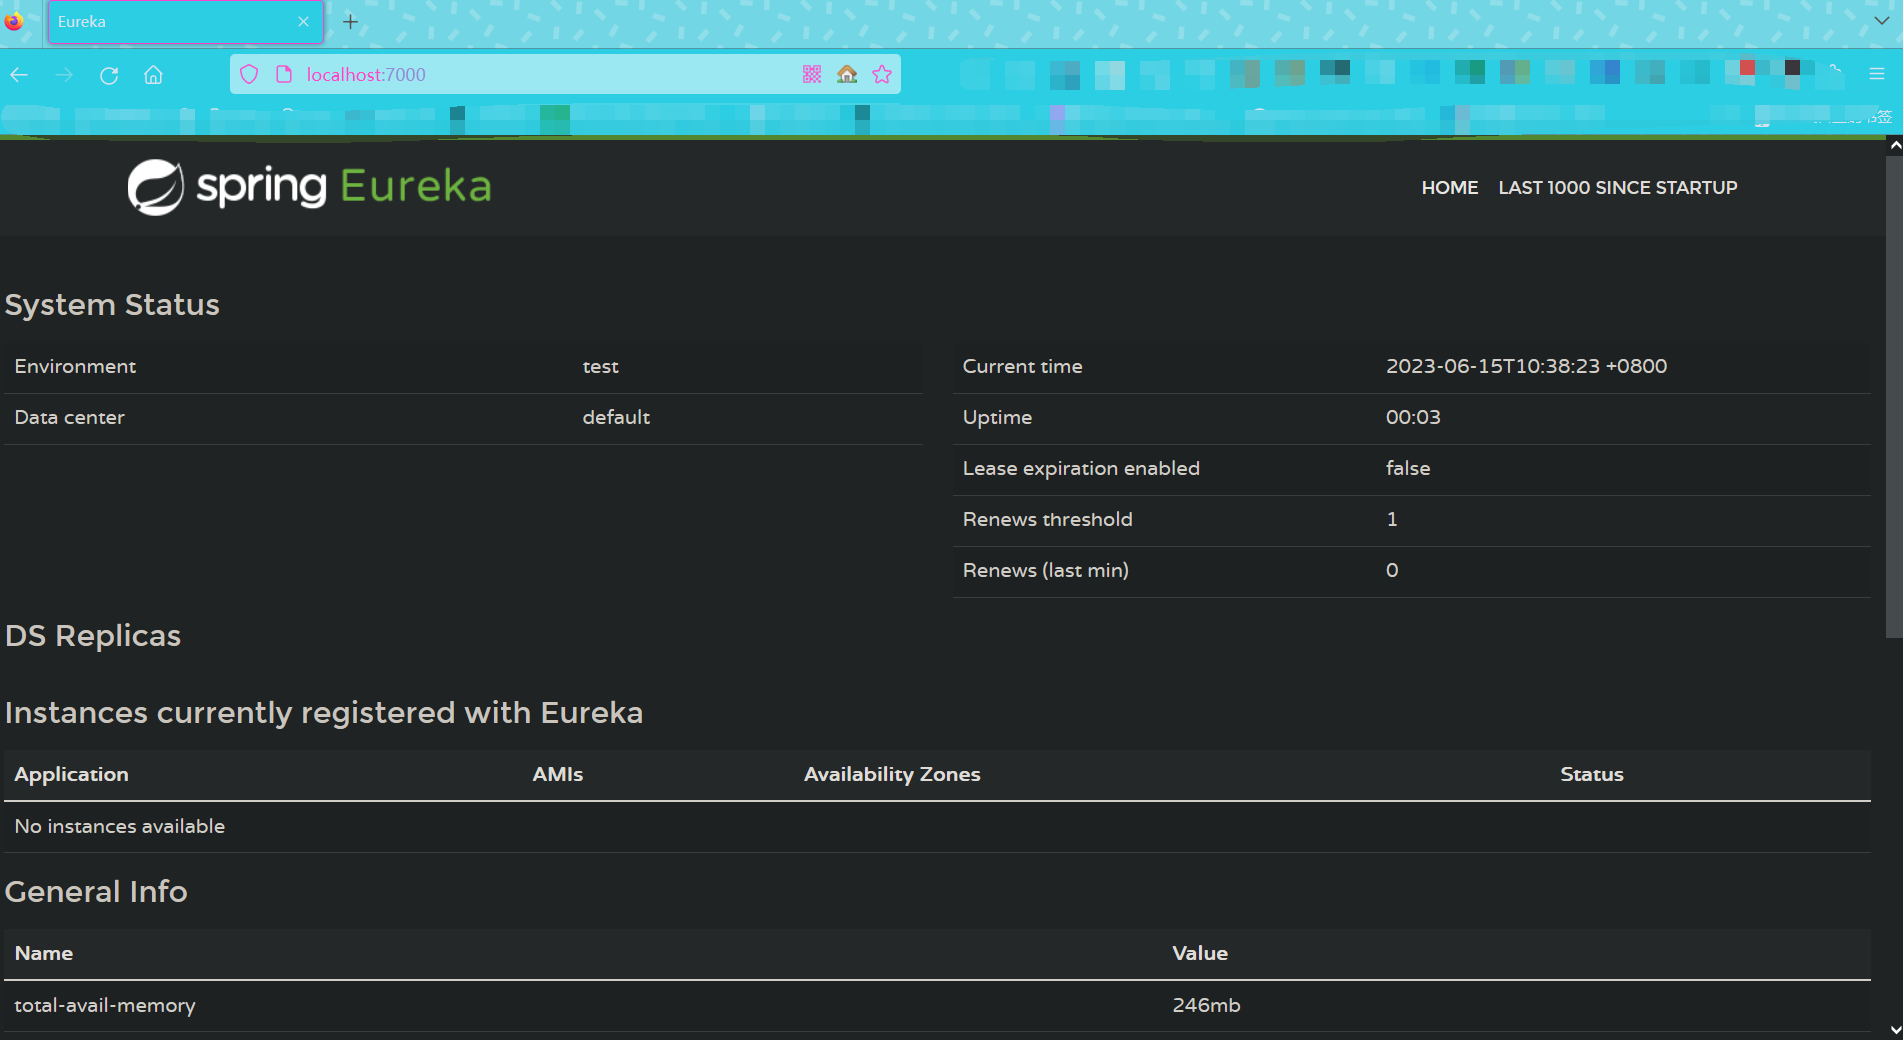 Eureka
localhost:7000
spring Eureka
HOME LAST 1000 SINCE STARTUP
System Status
Environment test
Data center default
Current time 2023-06-15T10:38:23 +0800
Uptime 00:03
Lease expiration enabled false
Renews threshold 1
Renews (last min) 0
DS Replicas
Instances currently registered with Eureka
Application AMIs Availability Zones Status
No instances available
General Info
Name Value
total-avail-memory 246mb